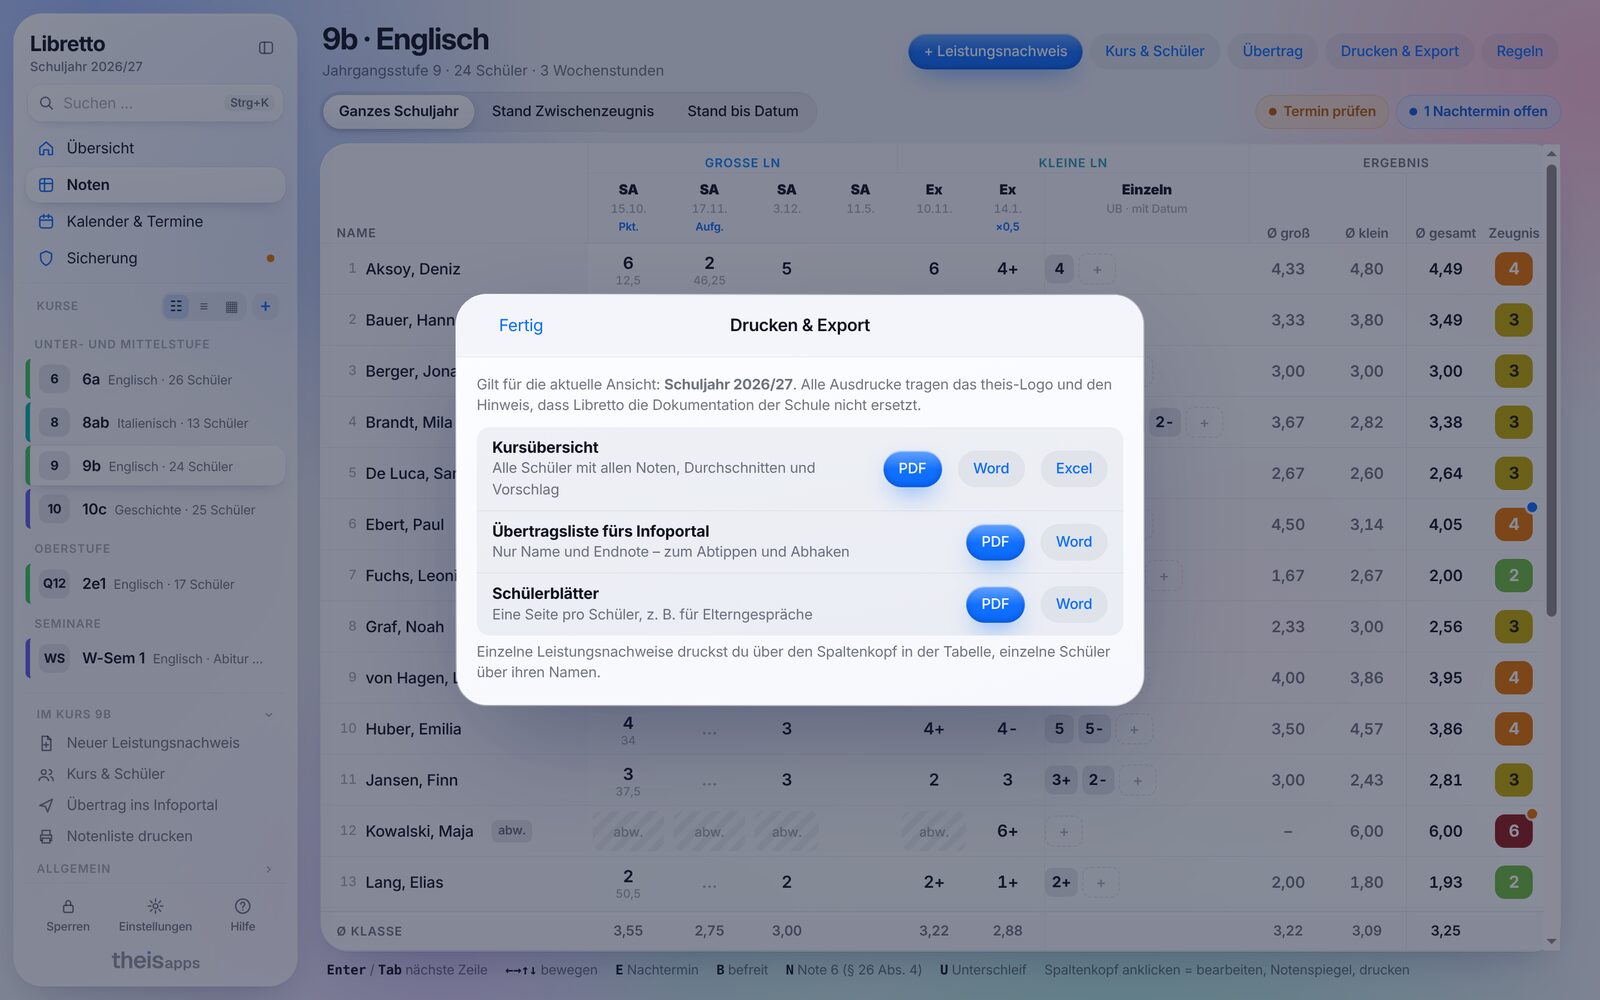 Libretto
Schuljahr 2026/27
Suchen ... Strg+K
Übersicht
Noten
Kalender & Termine
Sicherung
KURSE
UNTER- UND MITTELSTUFE
6 6a Englisch · 26 Schüler
8 8ab Italienisch · 13 Schüler
9 9b Englisch · 24 Schüler
10 10c Geschichte · 25 Schüler
OBERSTUFE
Q12 2e1 Englisch · 17 Schüler
SEMINARE
WS W-Sem 1 Englisch · Abitur ...
IM KURS 9B
Neuer Leistungsnachweis
Kurs & Schüler
Übertrag ins Infoportal
Notenliste drucken
ALLGEMEIN
Sperren Einstellungen Hilfe
theisapps
9b · Englisch
Jahrgangsstufe 9 · 24 Schüler · 3 Wochenstunden
+ Leistungsnachweis Kurs & Schüler Übertrag Drucken & Export Regeln
Ganzes Schuljahr Stand Zwischenzeugnis Stand bis Datum
Termin prüfen 1 Nachtermin offen
GROSSE LN KLEINE LN ERGEBNIS
SA SA SA SA Ex Ex Einzeln
15.10. 17.11. 3.12. 11.5. 10.11. 14.1. UB · mit Datum
Pkt. Aufg. ×0,5
NAME Ø groß Ø klein Ø gesamt Zeugnis
1 Aksoy, Deniz 6 2 5 6 4+ 4 + 4,33 4,80 4,49 4
12,5 46,25
2 Bauer, Hann 3,33 3,80 3,49 3
3 Berger, Jona 3,00 3,00 3,00 3
4 Brandt, Mila 2- + 3,67 2,82 3,38 3
5 De Luca, Sar 2,67 2,60 2,64 3
6 Ebert, Paul 4,50 3,14 4,05 4
7 Fuchs, Leoni + 1,67 2,67 2,00 2
8 Graf, Noah 2,33 3,00 2,56 3
9 von Hagen, L 4,00 3,86 3,95 4
10 Huber, Emilia 4 ... 3 4+ 4- 5 5- + 3,50 4,57 3,86 4
34
11 Jansen, Finn 3 ... 3 2 3 3+ 2- + 3,00 2,43 2,81 3
37,5
12 Kowalski, Maja abw. abw. abw. abw. abw. 6+ + – 6,00 6,00 6
13 Lang, Elias 2 ... 2 2+ 1+ 2+ + 2,00 1,80 1,93 2
50,5
Ø KLASSE 3,55 2,75 3,00 3,22 2,88 3,22 3,09 3,25
Enter / Tab nächste Zeile ←→↑↓ bewegen E Nachtermin B befreit N Note 6 (§ 26 Abs. 4) U Unterschleif Spaltenkopf anklicken = bearbeiten, Notenspiegel, drucken
Fertig Drucken & Export
Gilt für die aktuelle Ansicht: Schuljahr 2026/27. Alle Ausdrucke tragen das theis-Logo und den
Hinweis, dass Libretto die Dokumentation der Schule nicht ersetzt.
Kursübersicht
Alle Schüler mit allen Noten, Durchschnitten und
Vorschlag
PDF Word Excel
Übertragsliste fürs Infoportal
Nur Name und Endnote – zum Abtippen und Abhaken
PDF Word
Schülerblätter
Eine Seite pro Schüler, z. B. für Elterngespräche
PDF Word
Einzelne Leistungsnachweise druckst du über den Spaltenkopf in der Tabelle, einzelne Schüler
über ihren Namen.